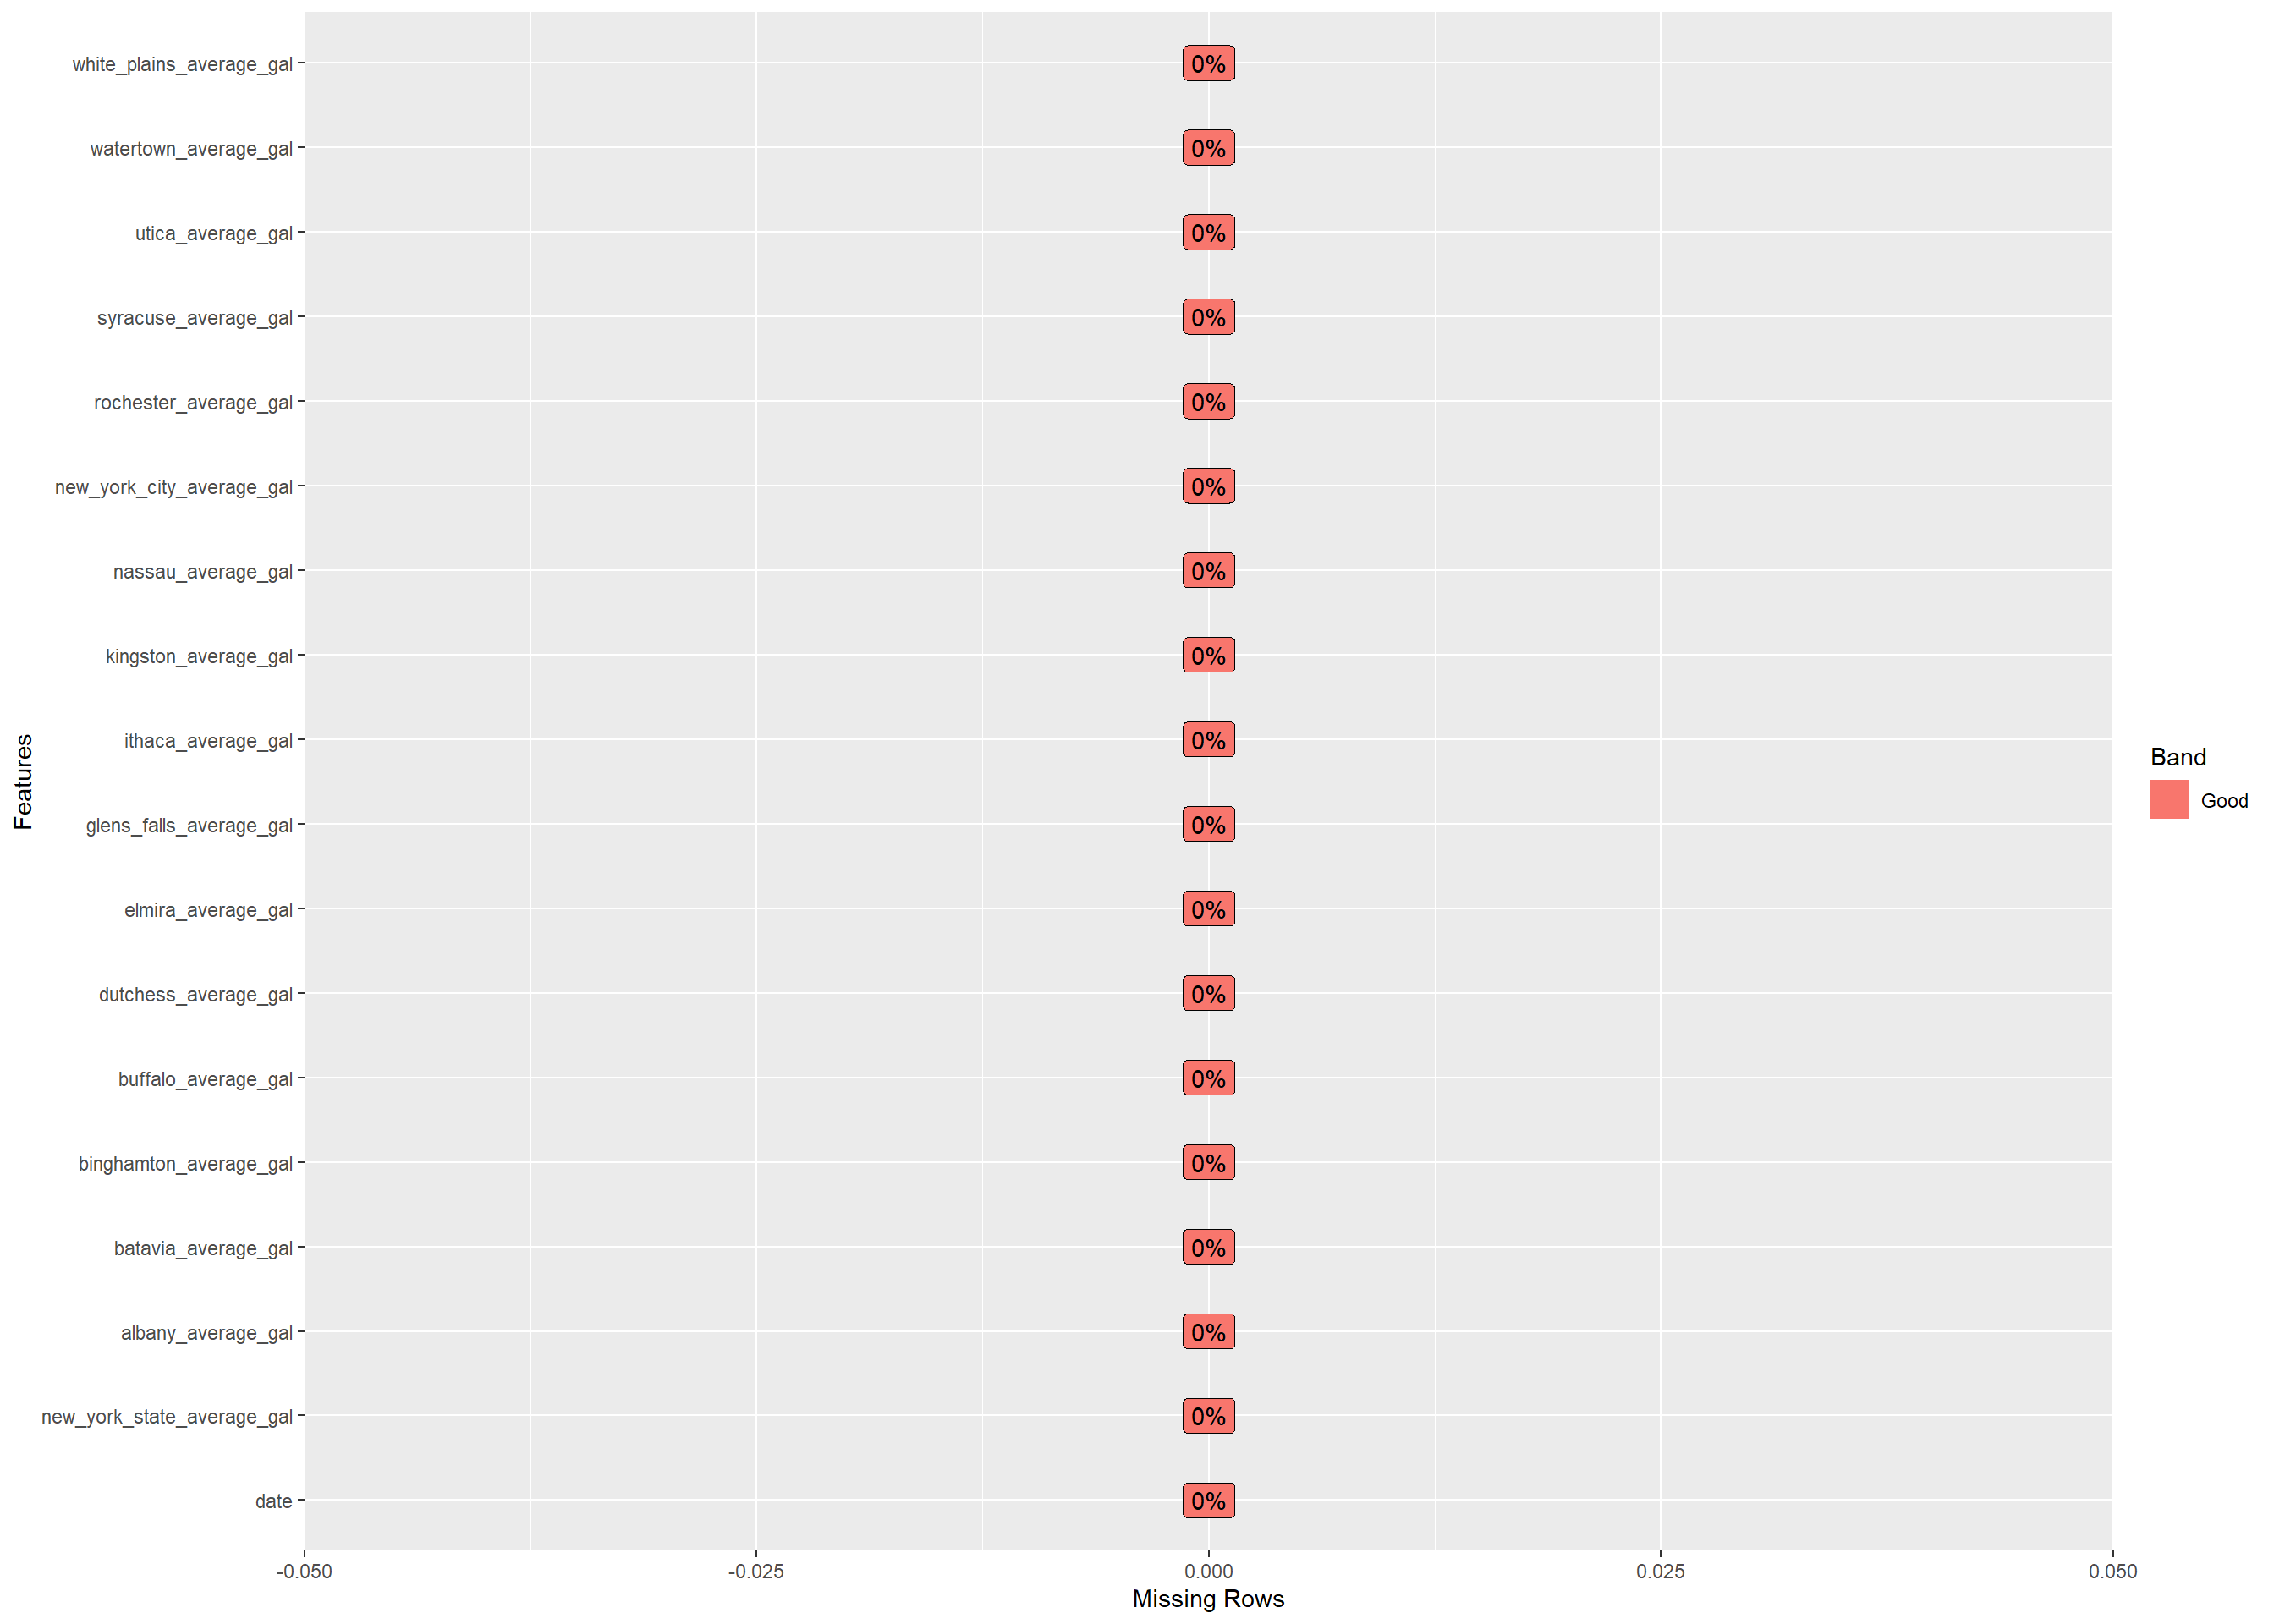 Features
white_plains_average_gal 0%
watertown_average_gal 0%
utica_average_gal 0%
syracuse_average_gal 0%
rochester_average_gal 0%
new_york_city_average_gal 0%
nassau_average_gal 0%
kingston_average_gal 0%
ithaca_average_gal 0%
glens_falls_average_gal 0%
elmira_average_gal 0%
dutchess_average_gal 0%
buffalo_average_gal 0%
binghamton_average_gal 0%
batavia_average_gal 0%
albany_average_gal 0%
new_york_state_average_gal 0%
date 0%
-0.050 -0.025 0.000 0.025 0.050
Missing Rows
Band
Good